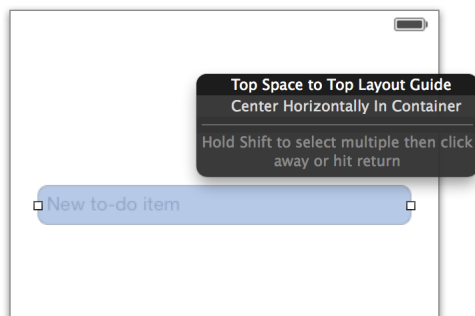 Top Space to Top Layout Guide
Center Horizontally In Container
Hold Shift to select multiple then click
away or hit return
New to-do item